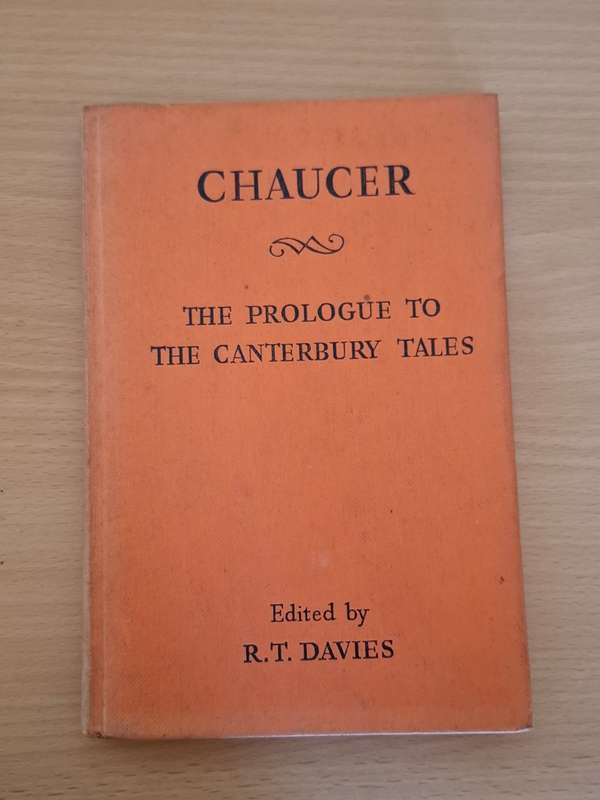 CHAUCER
THE PROLOGUE TO
THE CANTERBURY TALES
Edited by
R.T. DAVIES